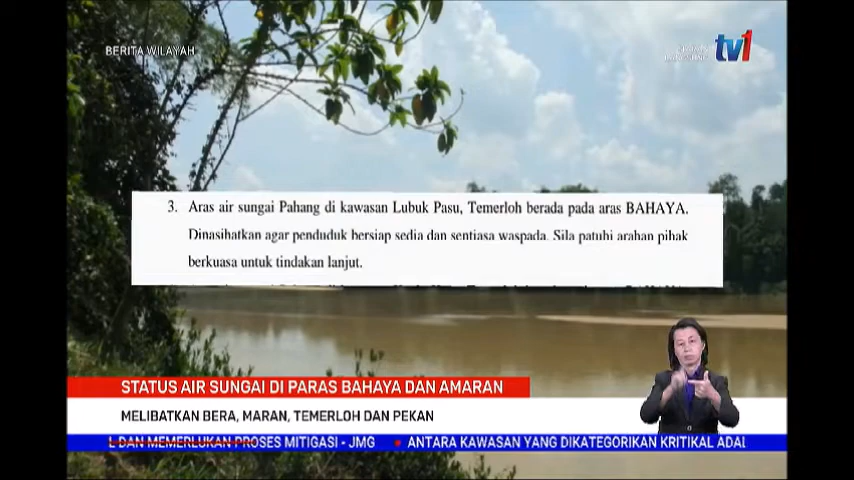 BERITA WILAYAH
tv1
3. Aras air sungai Pahang di kawasan Lubuk Pasu, Temerloh berada pada aras BAHAYA.
Dinasihatkan agar penduduk bersiap sedia dan sentiasa waspada. Sila patuhi arahan pihak
berkuasa untuk tindakan lanjut.
STATUS AIR SUNGAI DI PARAS BAHAYA DAN AMARAN
MELIBATKAN BERA, MARAN, TEMERLOH DAN PEKAN
L DAN MEMERLUKAN PROSES MITIGASI - JMG • ANTARA KAWASAN YANG DIKATEGORIKAN KRITIKAL ADAL